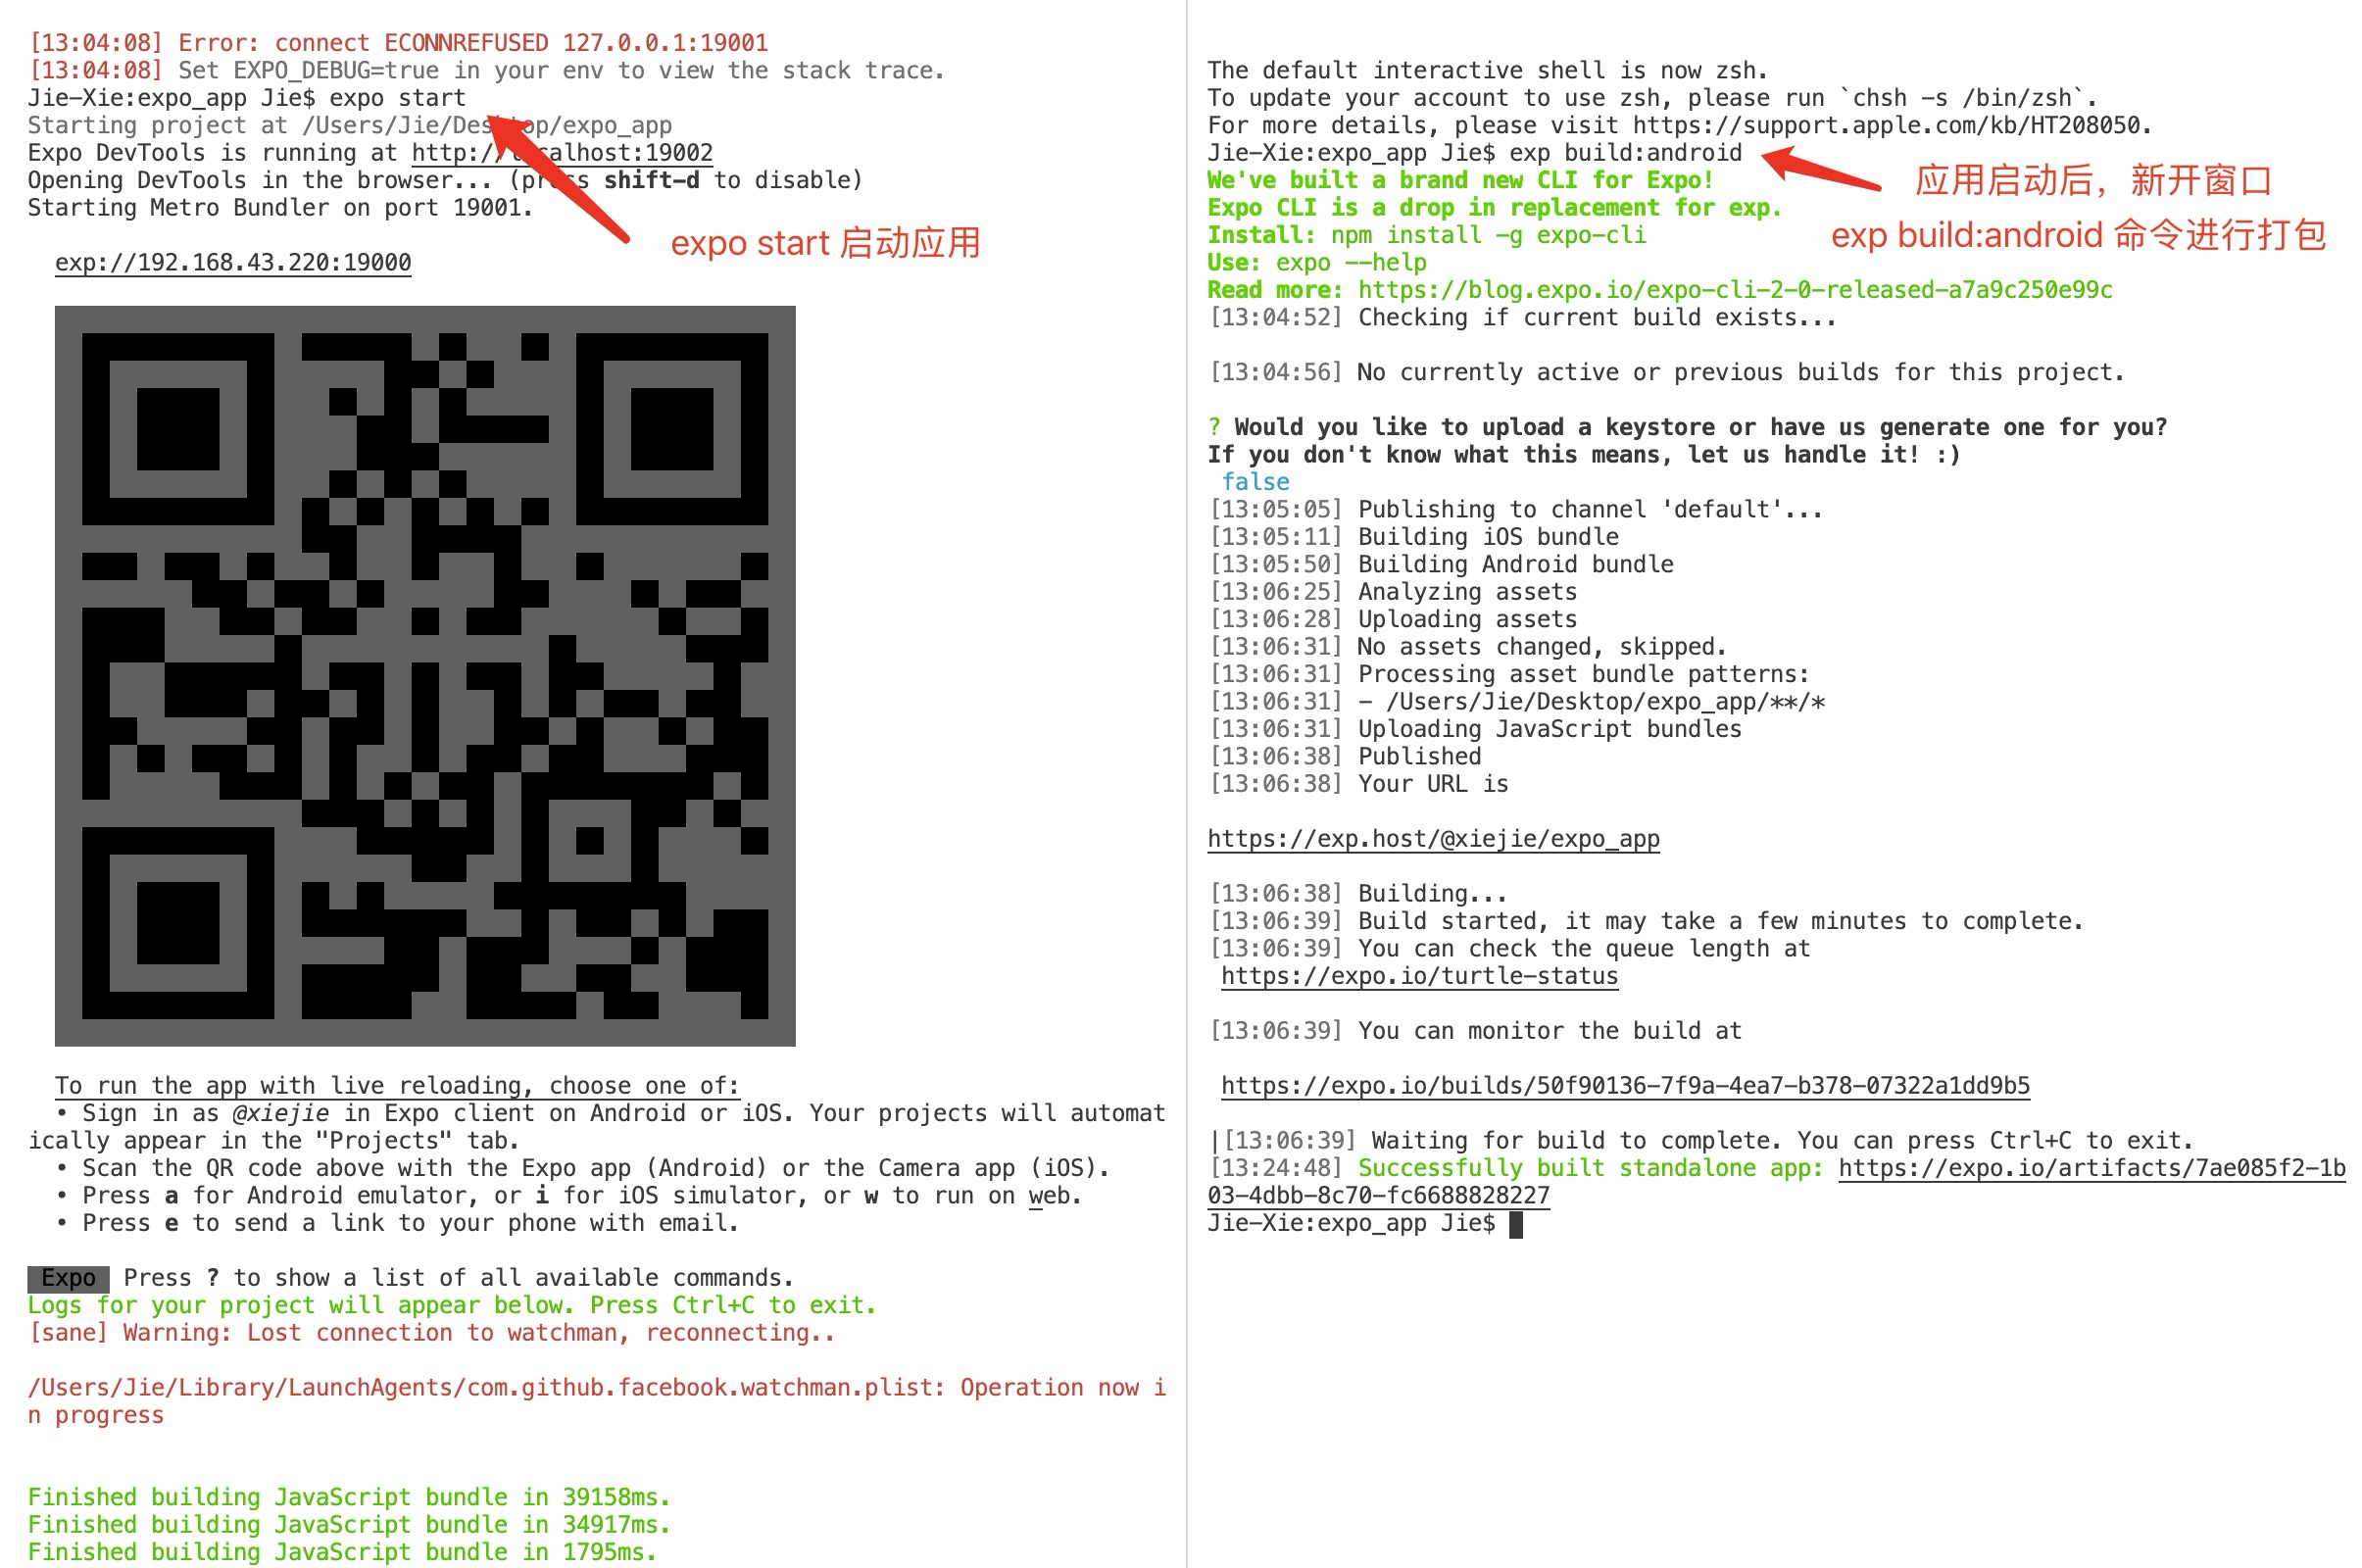 [13:04:08] Error: connect ECONNREFUSED 127.0.0.1:19001
[13:04:08] Set EXPO_DEBUG=true in your env to view the stack trace.
Jie-Xie:expo_app Jie$ expo start
Starting project at /Users/Jie/Desktop/expo_app
Expo DevTools is running at http://localhost:19002
Opening DevTools in the browser... (press shift-d to disable)
Starting Metro Bundler on port 19001.
expo start 启动应用
exp://192.168.43.220:19000
To run the app with live reloading, choose one of:
• Sign in as @xiejie in Expo client on Android or iOS. Your projects will automat
ically appear in the "Projects" tab.
• Scan the QR code above with the Expo app (Android) or the Camera app (iOS).
• Press a for Android emulator, or i for iOS simulator, or w to run on web.
• Press e to send a link to your phone with email.
Expo Press ? to show a list of all available commands.
Logs for your project will appear below. Press Ctrl+C to exit.
[sane] Warning: Lost connection to watchman, reconnecting..
/Users/Jie/Library/LaunchAgents/com.github.facebook.watchman.plist: Operation now i
n progress
Finished building JavaScript bundle in 39158ms.
Finished building JavaScript bundle in 34917ms.
Finished building JavaScript bundle in 1795ms.
The default interactive shell is now zsh.
To update your account to use zsh, please run `chsh -s /bin/zsh`.
For more details, please visit https://support.apple.com/kb/HT208050.
Jie-Xie:expo_app Jie$ exp build:android
应用启动后，新开窗口
exp build:android 命令进行打包
We've built a brand new CLI for Expo!
Expo CLI is a drop in replacement for exp.
Install: npm install -g expo-cli
Use: expo --help
Read more: https://blog.expo.io/expo-cli-2-0-released-a7a9c250e99c
[13:04:52] Checking if current build exists...
[13:04:56] No currently active or previous builds for this project.
? Would you like to upload a keystore or have us generate one for you?
If you don't know what this means, let us handle it! :)
false
[13:05:05] Publishing to channel 'default'...
[13:05:11] Building iOS bundle
[13:05:50] Building Android bundle
[13:06:25] Analyzing assets
[13:06:28] Uploading assets
[13:06:31] No assets changed, skipped.
[13:06:31] Processing asset bundle patterns:
[13:06:31] - /Users/Jie/Desktop/expo_app/**/*
[13:06:31] Uploading JavaScript bundles
[13:06:38] Published
[13:06:38] Your URL is
https://exp.host/@xiejie/expo_app
[13:06:38] Building...
[13:06:39] Build started, it may take a few minutes to complete.
[13:06:39] You can check the queue length at
https://expo.io/turtle-status
[13:06:39] You can monitor the build at
https://expo.io/builds/50f90136-7f9a-4ea7-b378-07322a1dd9b5
|[13:06:39] Waiting for build to complete. You can press Ctrl+C to exit.
[13:24:48] Successfully built standalone app: https://expo.io/artifacts/7ae085f2-1b
03-4dbb-8c70-fc6688828227
Jie-Xie:expo_app Jie$